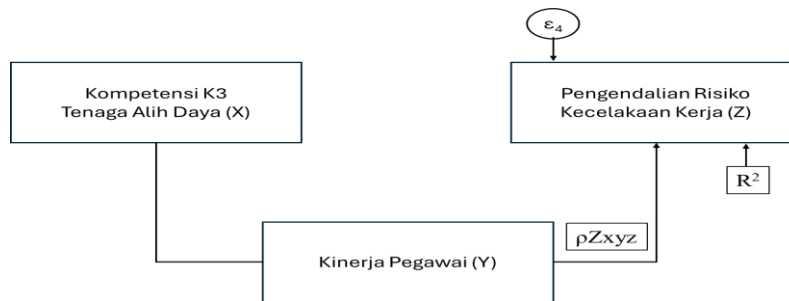 ε₄
Kompetensi K3
Tenaga Alih Daya (X)
Pengendalian Risiko
Kecelakaan Kerja (Z)
R²
ρZxyz
Kinerja Pegawai (Y)